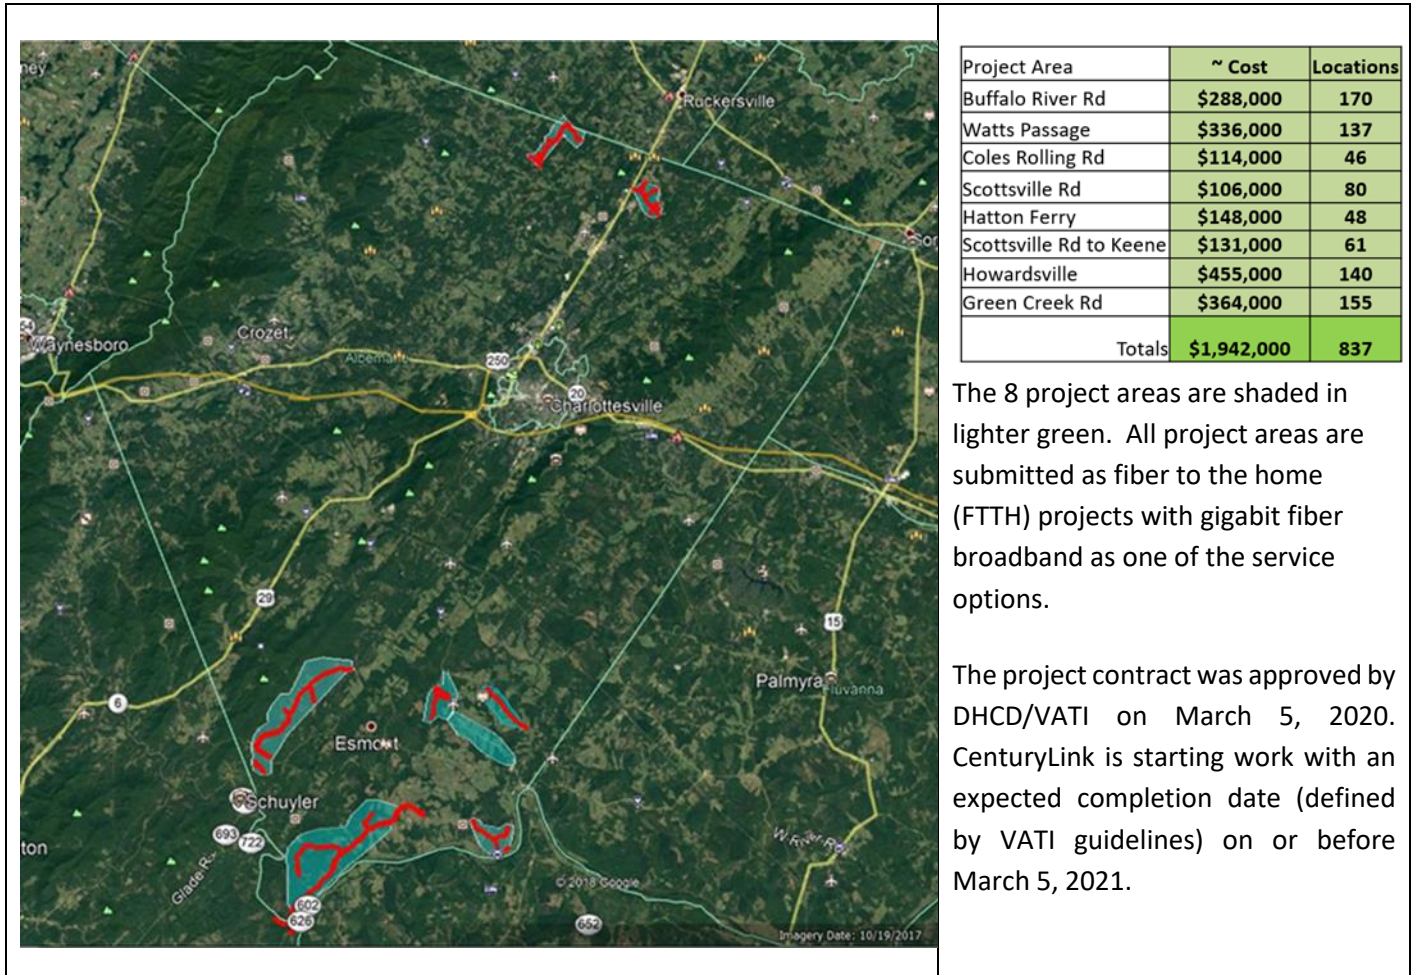 ney
Ruckersville
Sor
Crozet
54
Waynesboro
250
20
Charlottesville
29
15
6
Palmyra
Fluvanna
Esmont
Schuyler
693
722
ton
Glade-R
602
626
© 2018 Google
652
Imagery Date: 10/19/2017
Project Area ~ Cost Locations
Buffalo River Rd $288,000 170
Watts Passage $336,000 137
Coles Rolling Rd $114,000 46
Scottsville Rd $106,000 80
Hatton Ferry $148,000 48
Scottsville Rd to Keene $131,000 61
Howardsville $455,000 140
Green Creek Rd $364,000 155
Totals $1,942,000 837
The 8 project areas are shaded in
lighter green. All project areas are
submitted as fiber to the home
(FTTH) projects with gigabit fiber
broadband as one of the service
options.
The project contract was approved by
DHCD/VATI on March 5, 2020.
CenturyLink is starting work with an
expected completion date (defined
by VATI guidelines) on or before
March 5, 2021.